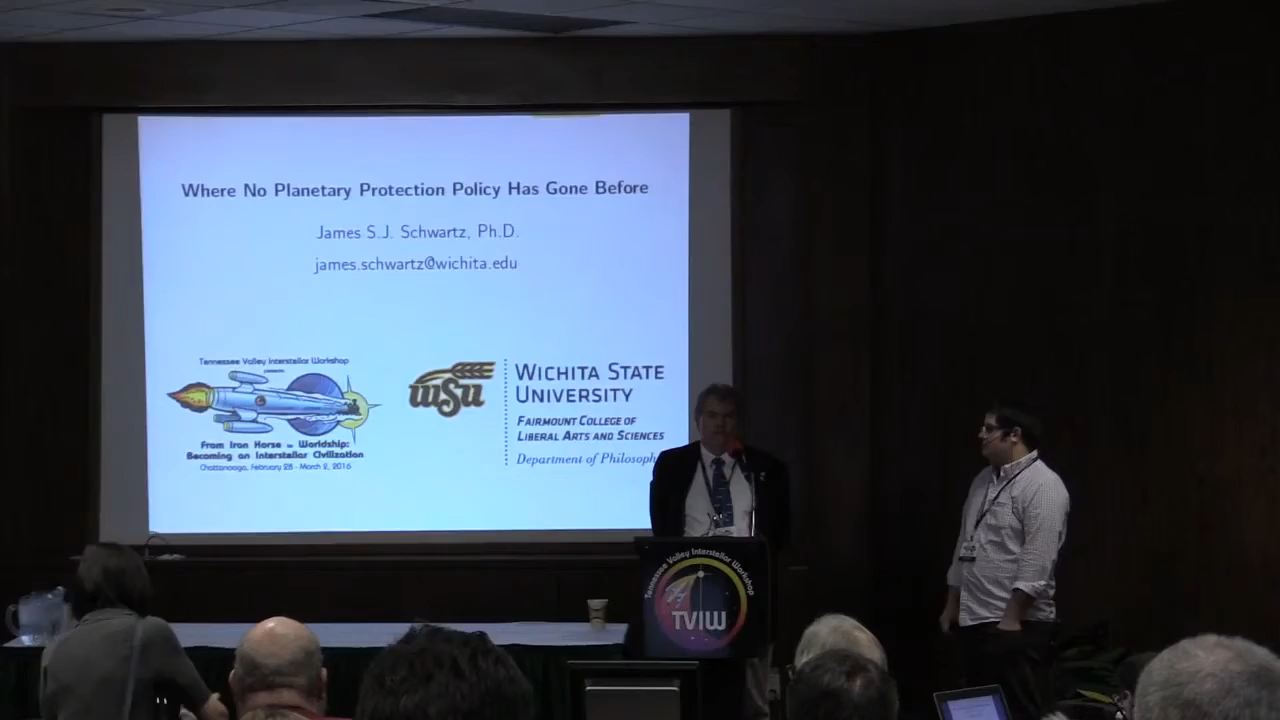 Where No Planetary Protection Policy Has Gone Before
James S.J. Schwartz, Ph.D.
james.schwartz@wichita.edu
Tennessee Valley Interstellar Workshop
presents
From Iron Horse to Worldship:
Becoming an Interstellar Civilization
Chattanooga, February 28 - March 2, 2016
wsu
WICHITA STATE
UNIVERSITY
FAIRMOUNT COLLEGE OF
LIBERAL ARTS AND SCIENCES
Department of Philosoph
Tennessee Valley Interstellar Workshop
TVIW